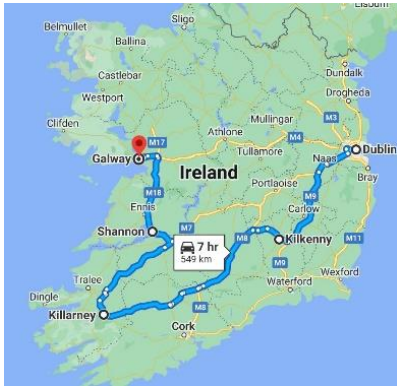 Lisburn
Sligo
Belmullet
Ballina
Dundalk
Castlebar
Drogheda
Westport
M3
Mullingar
Clifden
M17
Athlone
M4
Dublin
Galway
Tullamore
Naas
Ireland
Bray
M18
Portlaoise
Ennis
M9
Carlow
Shannon
M7
M8
Kilkenny
M11
7 hr
549 km
M9
Wexford
Tralee
Waterford
Dingle
M8
Killarney
Cork